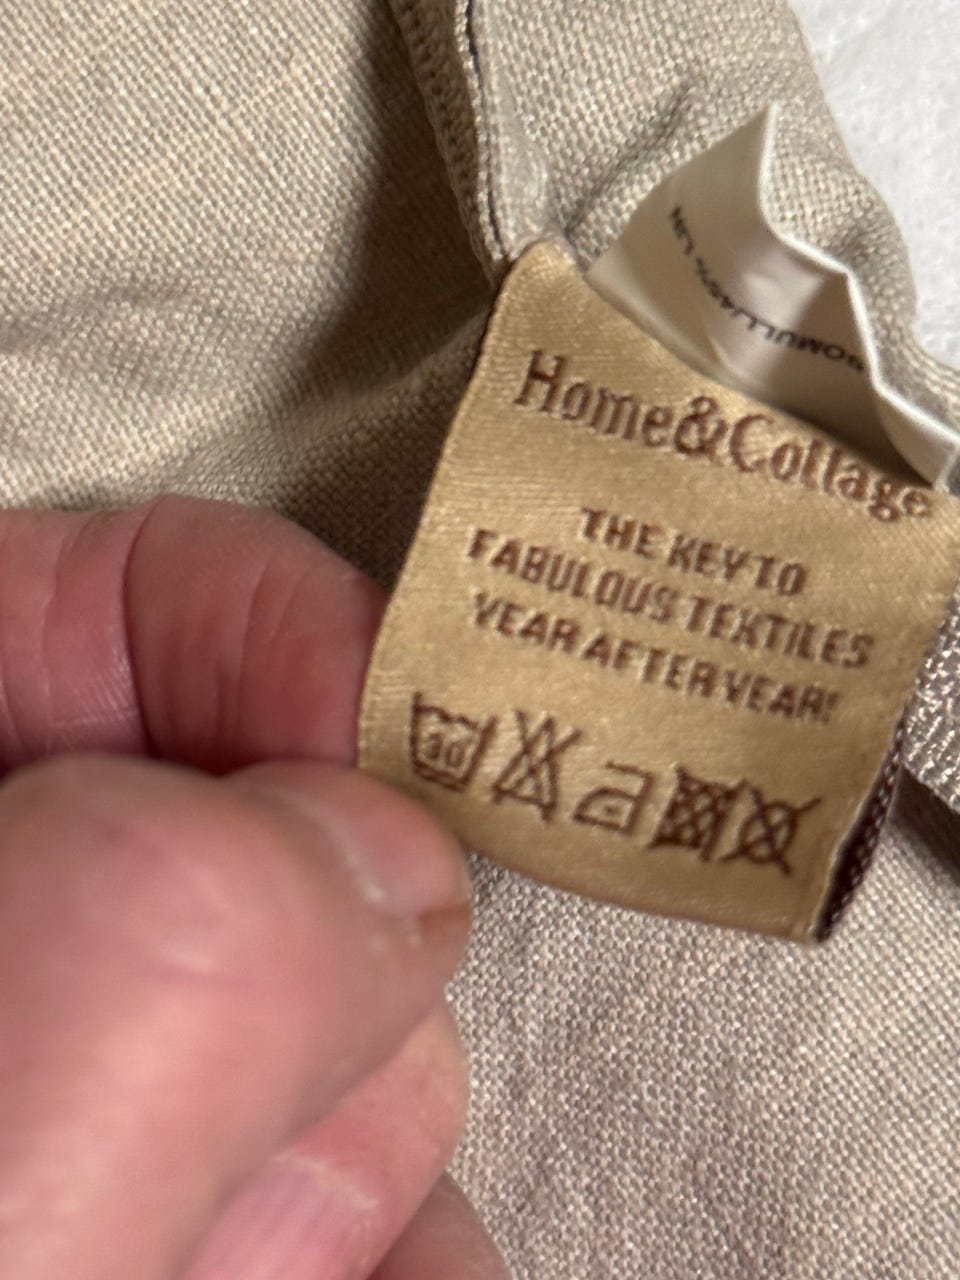 Home&Cottage
THE KEY TO
FABULOUS TEXTILES
YEAR AFTER YEAR!